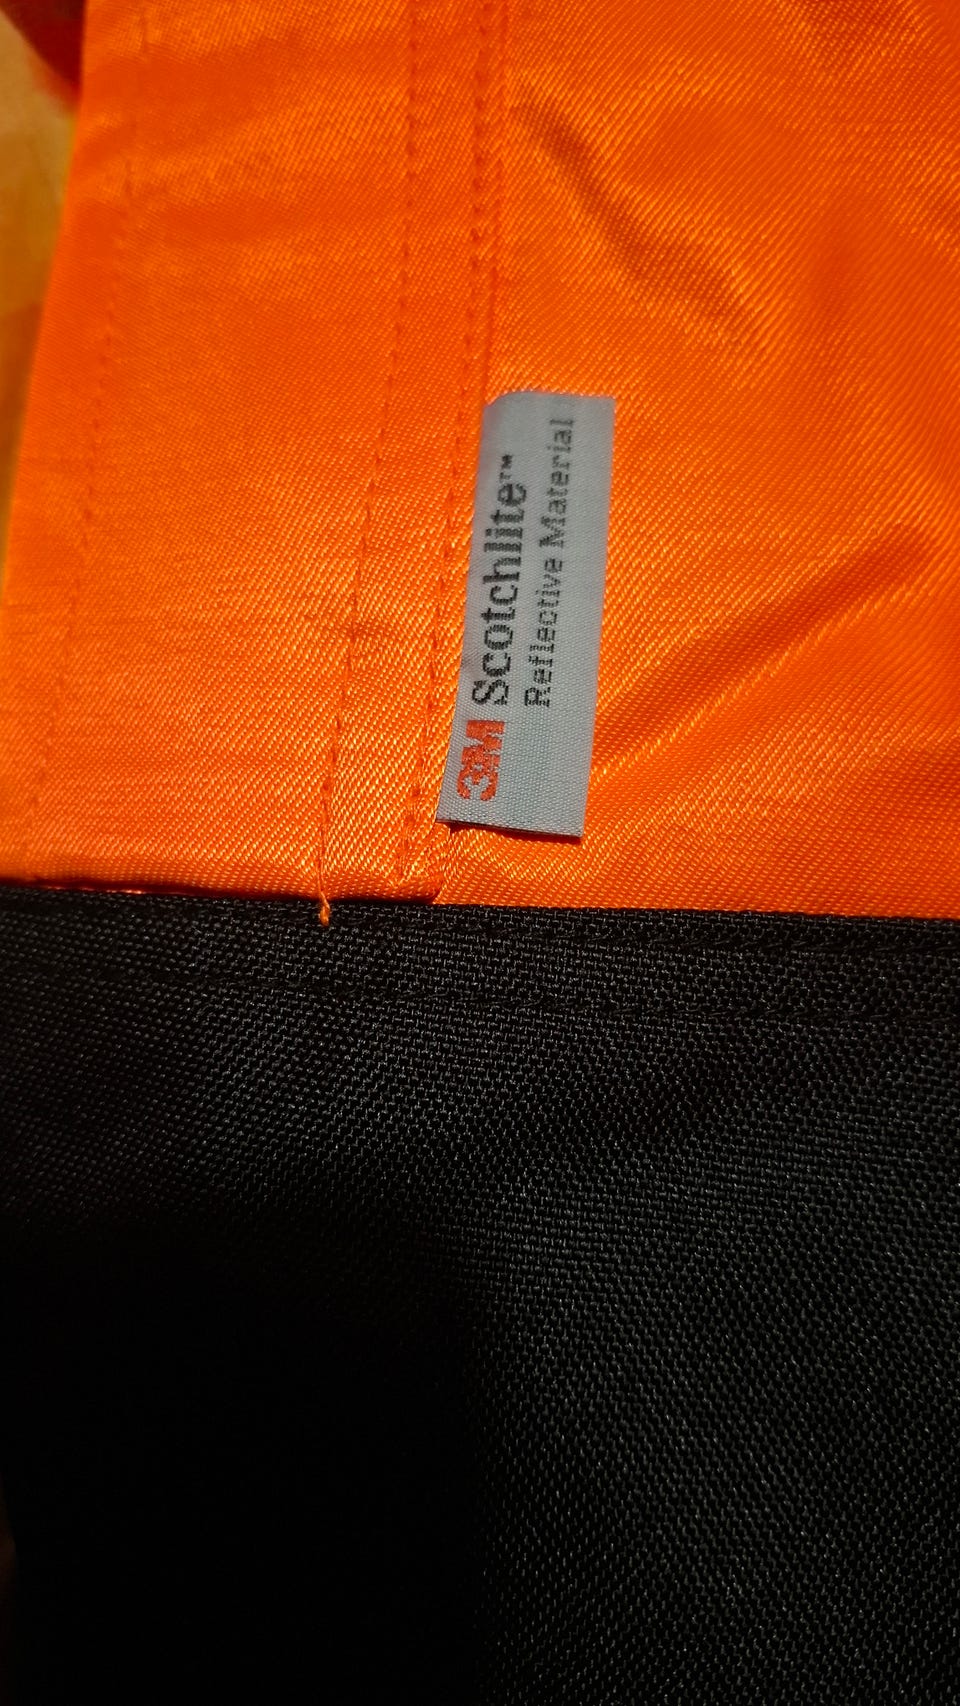 3M Scotchlite™
Reflective Material